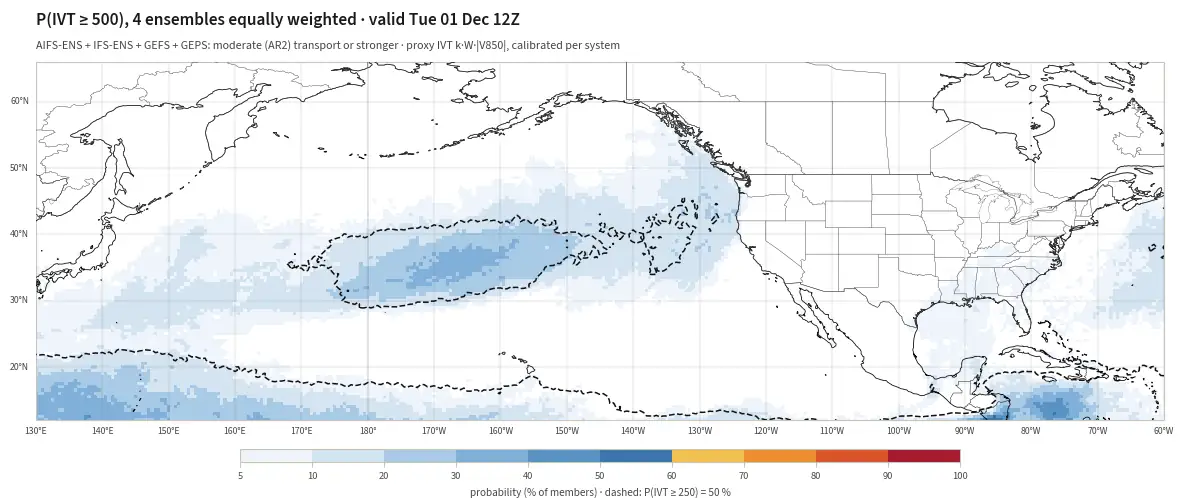 P(IVT ≥ 500), 4 ensembles equally weighted · valid Tue 01 Dec 12Z
AIFS-ENS + IFS-ENS + GEFS + GEPS: moderate (AR2) transport or stronger · proxy IVT k·W·|V850|, calibrated per system
60°N
50°N
40°N
30°N
20°N
130°E 140°E 150°E 160°E 170°E 180° 170°W 160°W 150°W 140°W 130°W 120°W 110°W 100°W 90°W 80°W 70°W 60°W
5 10 20 30 40 50 60 70 80 90 100
probability (% of members) · dashed: P(IVT ≥ 250) = 50 %